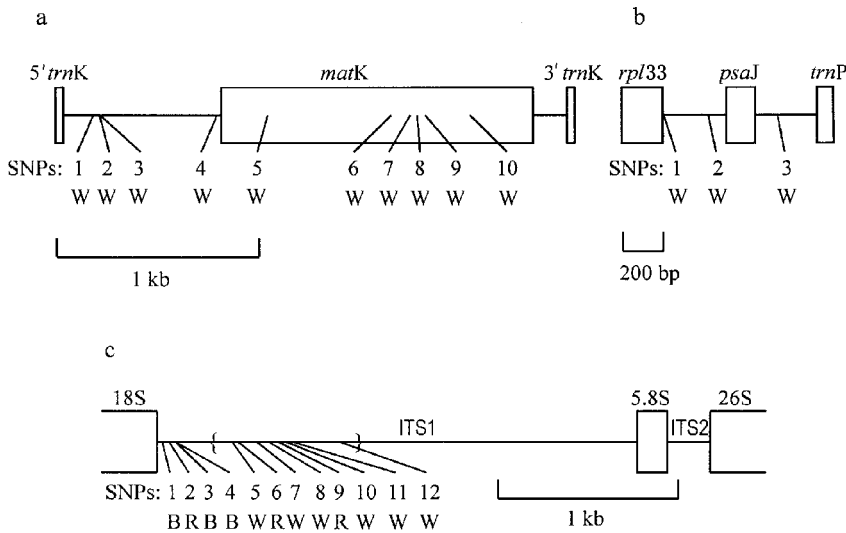 a
b
5' trnK
matK
3' trnK
rpl33
psaJ
trnP
SNPs: 1 2 3 4 5 6 7 8 9 10
W W W W W W W W W W
SNPs: 1 2 3
W W W
1 kb
200 bp
c
18S
ITS1
5.8S
ITS2
26S
SNPs: 1 2 3 4 5 6 7 8 9 10 11 12
B R B B W R W W R W W W
1 kb